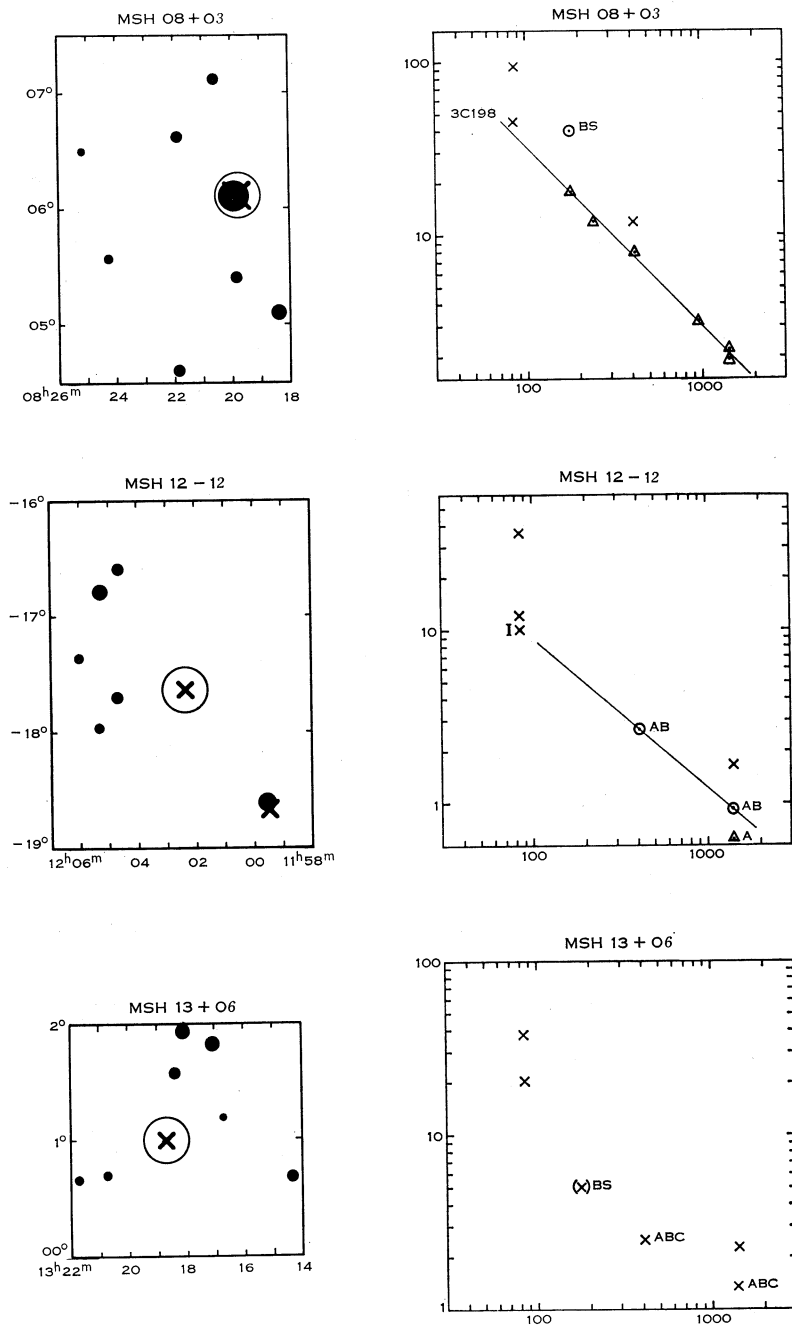 MSH 08 + 03
07°
06°
05°
08ʰ26ᵐ 24 22 20 18
MSH 08 + 03
100
10
3C198
BS
100 1000
MSH 12 – 12
–16°
–17°
–18°
–19°
12ʰ06ᵐ 04 02 00 11ʰ58ᵐ
MSH 12 – 12
10
1
AB
AB
A
100 1000
MSH 13 + 06
2°
1°
00°
13ʰ22ᵐ 20 18 16 14
MSH 13 + 06
100
10
1
BS
ABC
ABC
100 1000